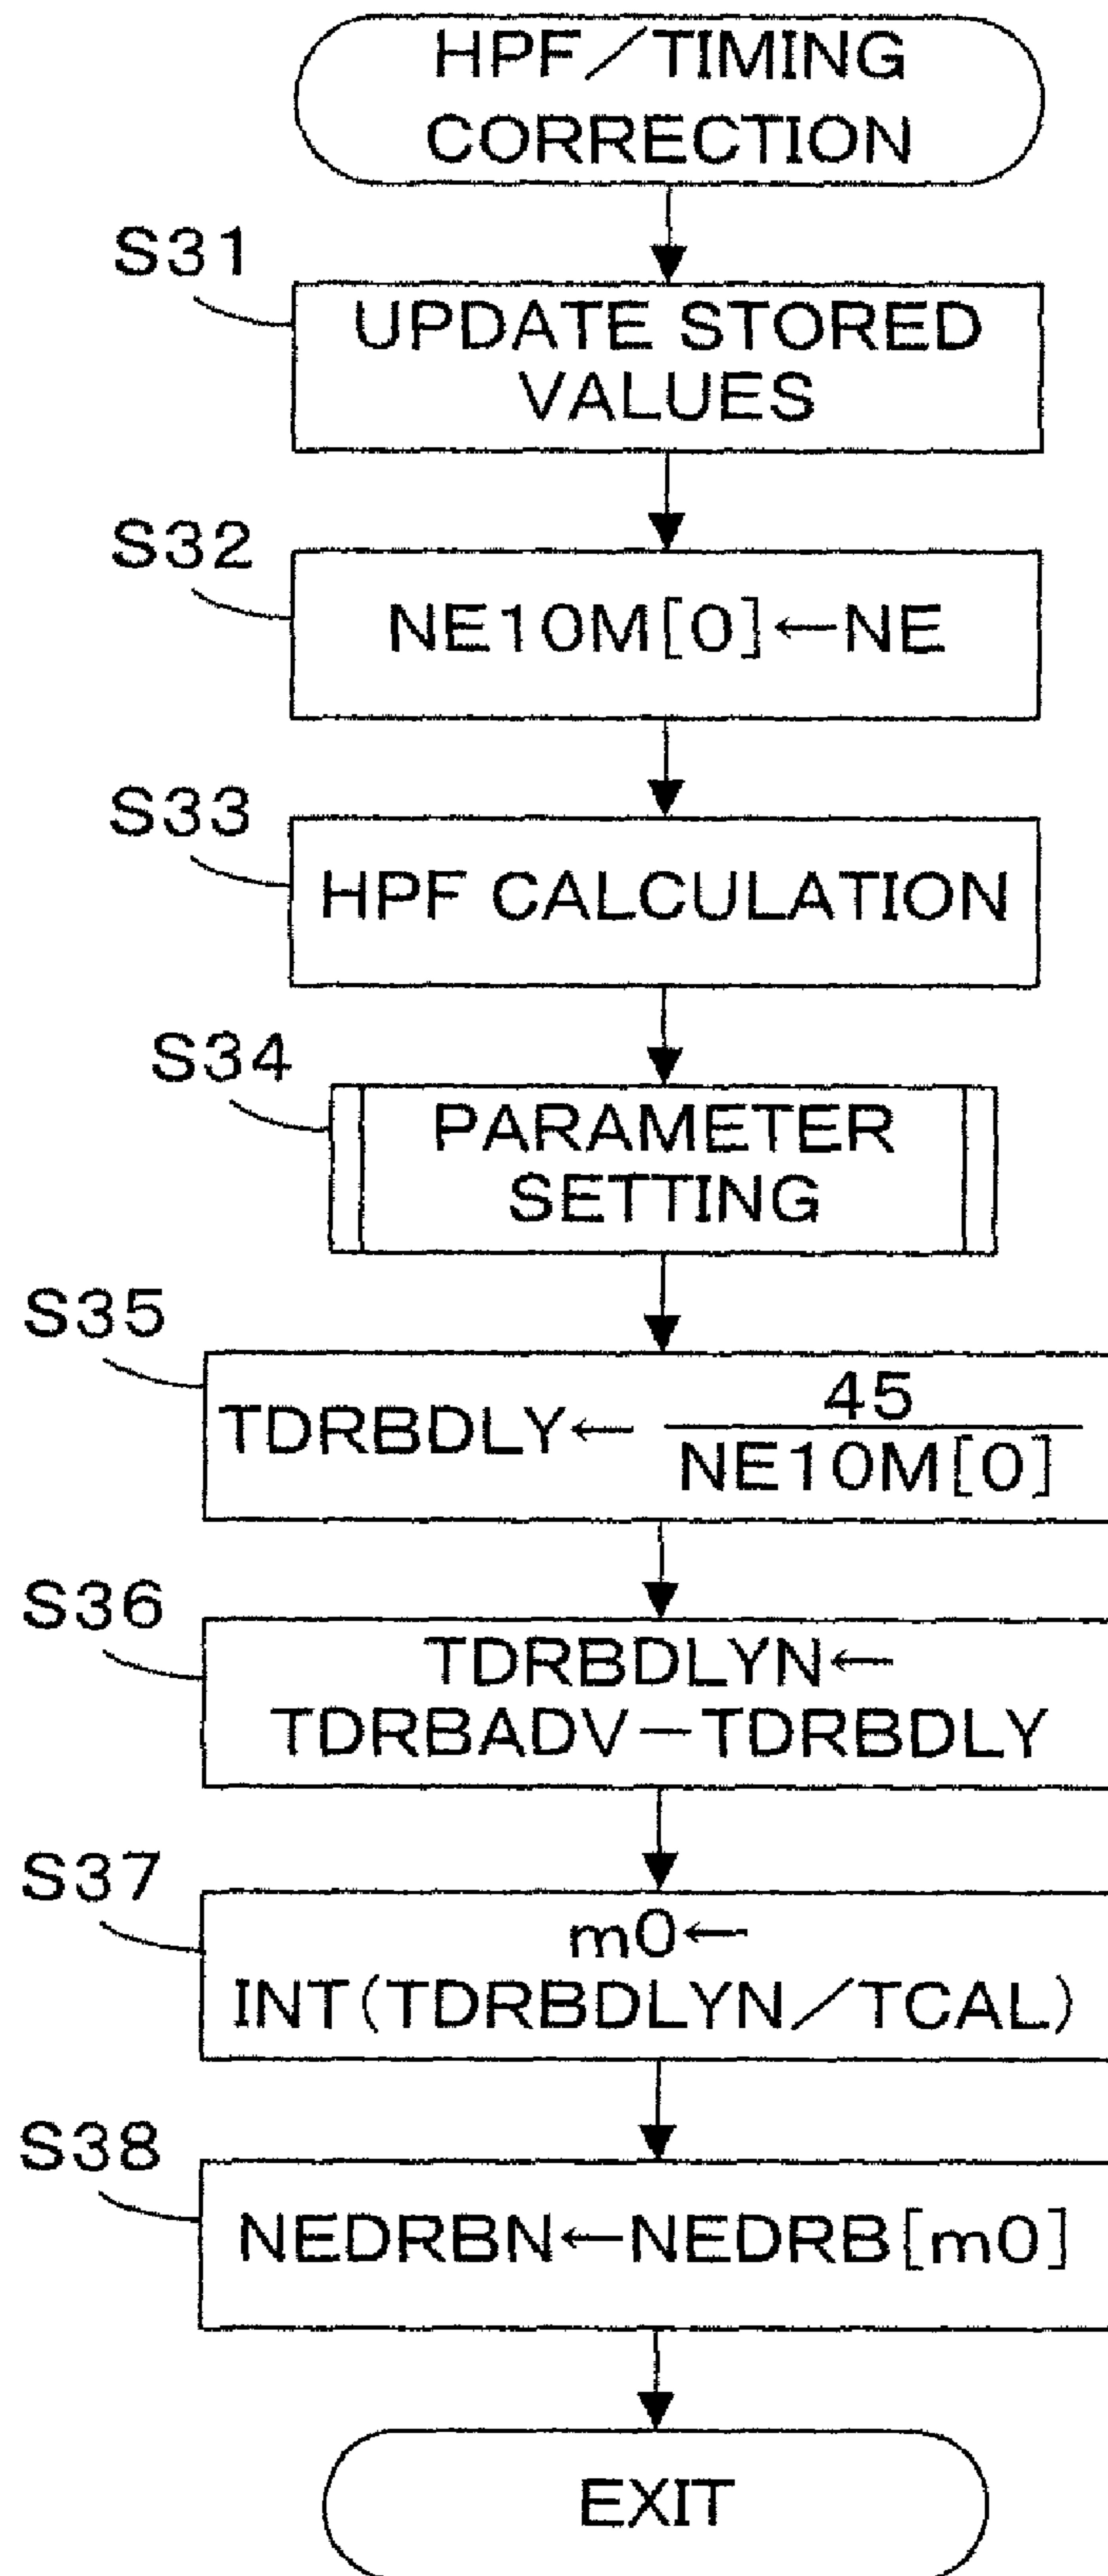 HPF/TIMING
CORRECTION
S31
UPDATE STORED
VALUES
S32
NE10M[0]←NE
S33
HPF CALCULATION
S34
PARAMETER
SETTING
S35
TDRBDLY← 45
NE10M[0]
S36
TDRBDLYN←
TDRBADV−TDRBDLY
S37
m0←
INT(TDRBDLYN/TCAL)
S38
NEDRBN←NEDRB[m0]
EXIT